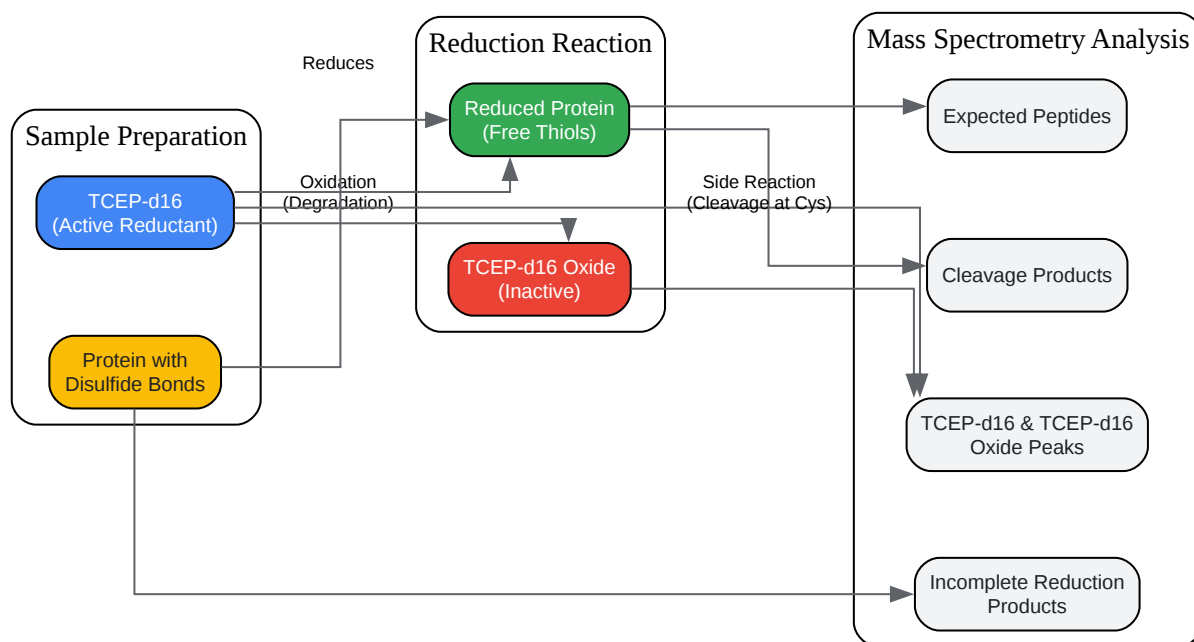 Sample Preparation
TCEP-d16
(Active Reductant)
Protein with
Disulfide Bonds
Reduces
Oxidation
(Degradation)
Reduction Reaction
Reduced Protein
(Free Thiols)
TCEP-d16 Oxide
(Inactive)
Side Reaction
(Cleavage at Cys)
Mass Spectrometry Analysis
Expected Peptides
Cleavage Products
TCEP-d16 & TCEP-d16
Oxide Peaks
Incomplete Reduction
Products